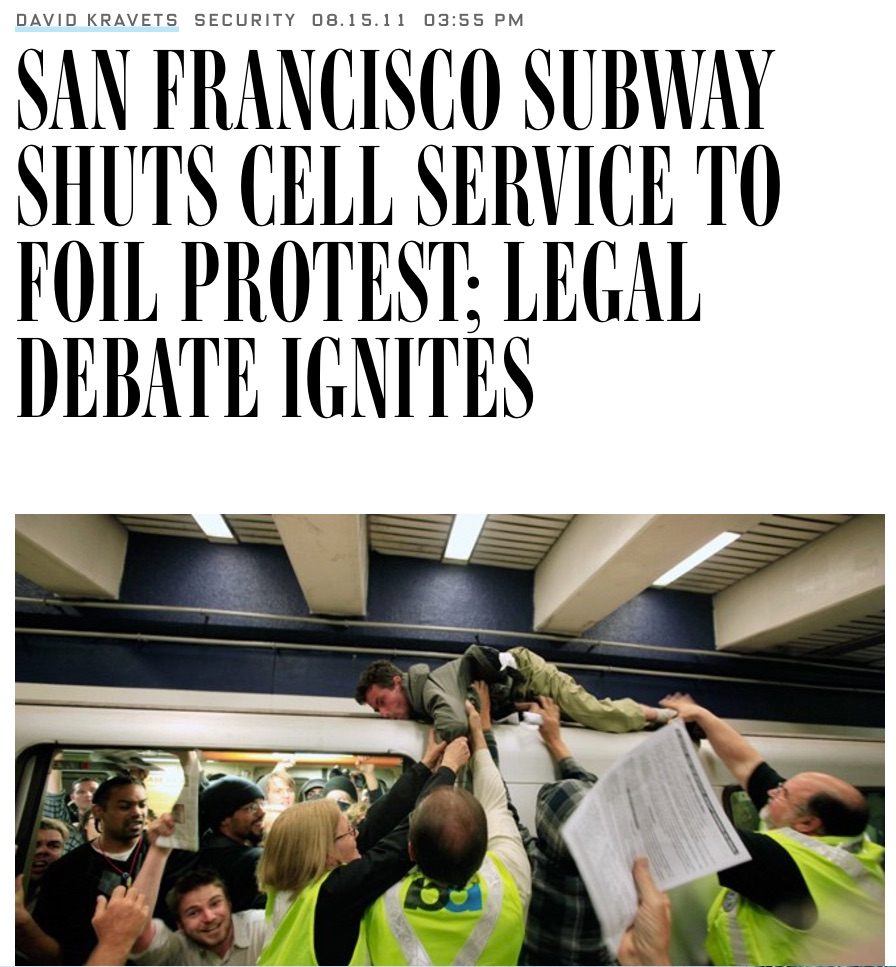 DAVID KRAVETS SECURITY 08.15.11 03:55 PM
SAN FRANCISCO SUBWAY
SHUTS CELL SERVICE TO
FOIL PROTEST; LEGAL
DEBATE IGNITES
ba